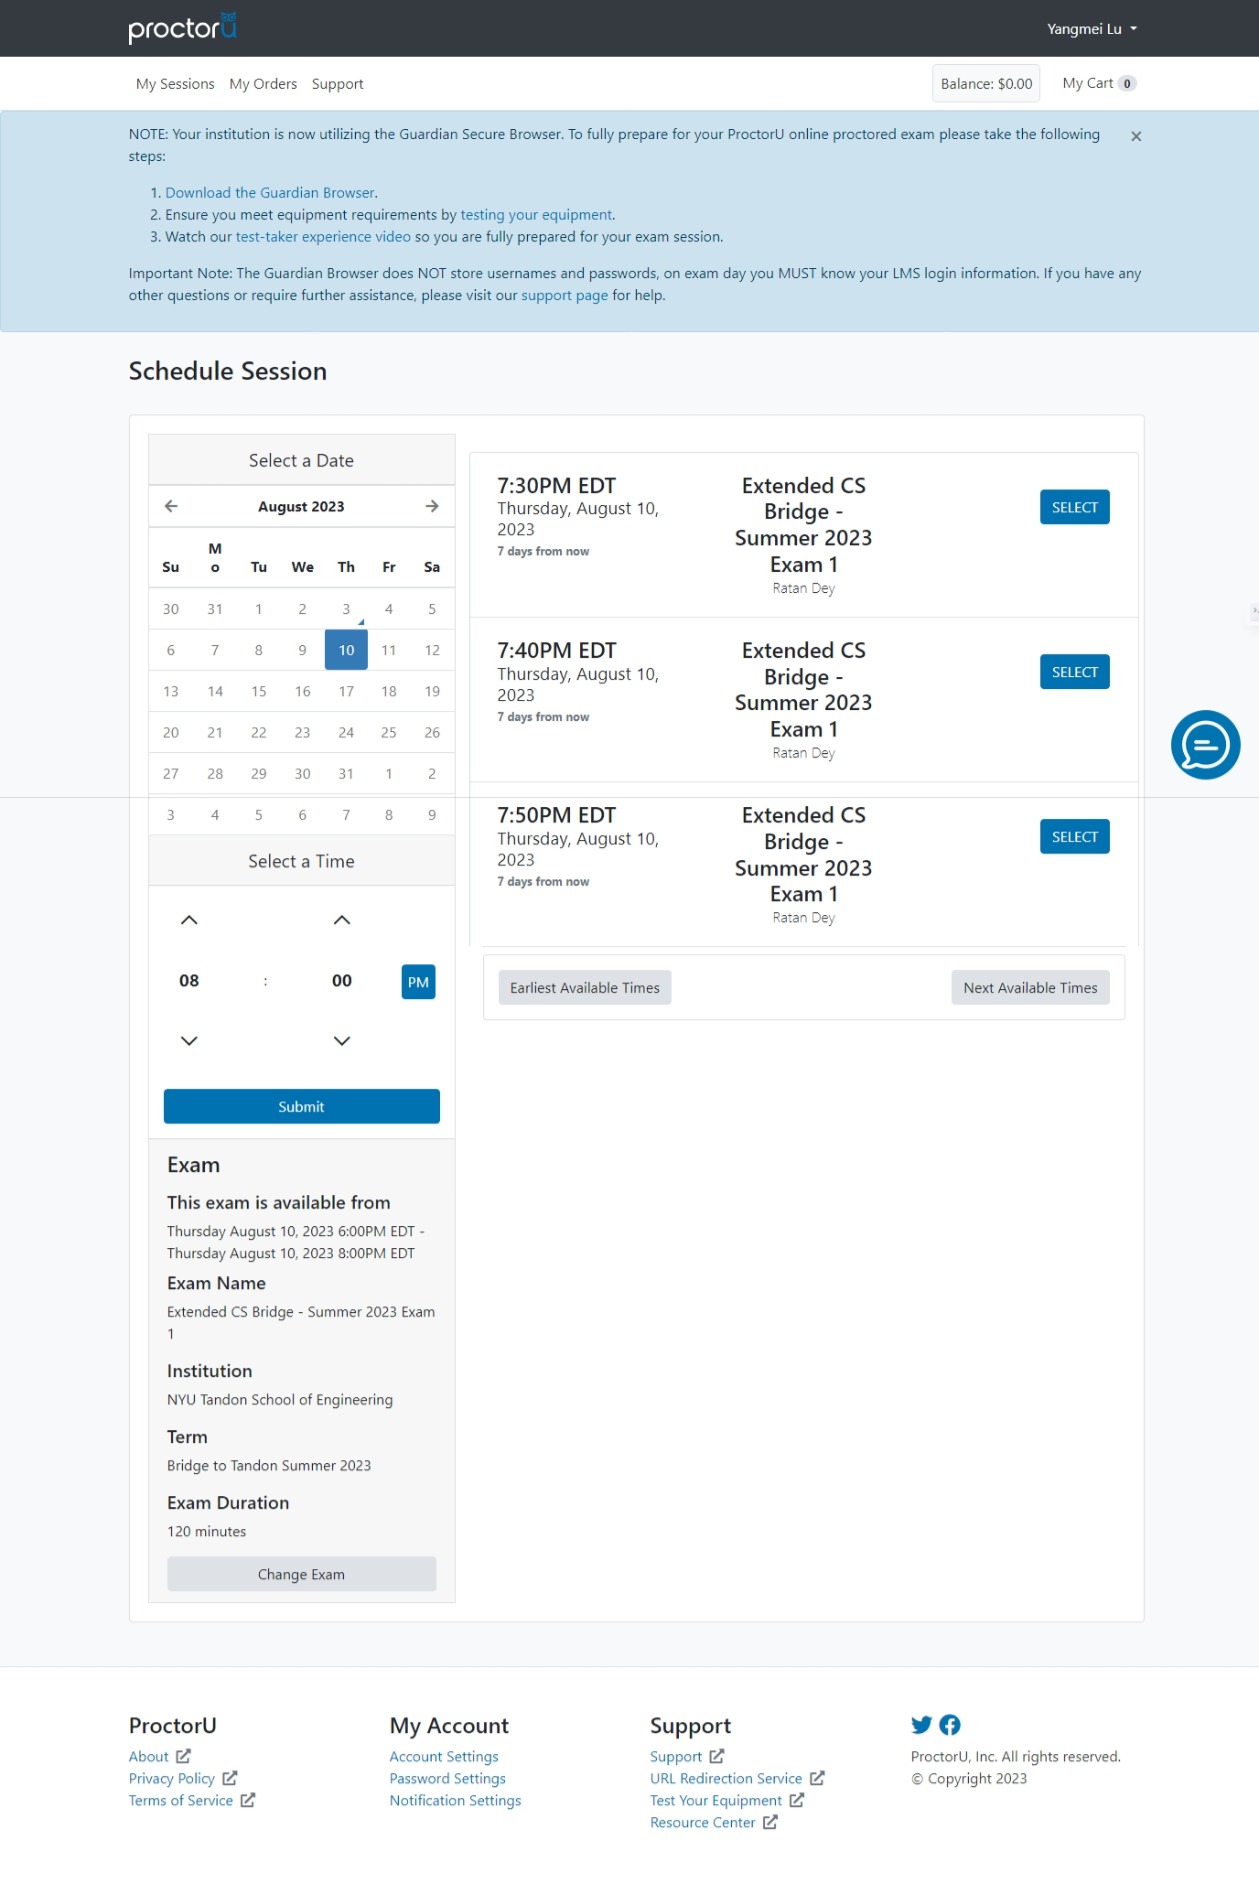 proctorU
Yangmei Lu
My Sessions My Orders Support Balance: $0.00 My Cart 0
NOTE: Your institution is now utilizing the Guardian Secure Browser. To fully prepare for your ProctorU online proctored exam please take the following
steps:
1. Download the Guardian Browser.
2. Ensure you meet equipment requirements by testing your equipment.
3. Watch our test-taker experience video so you are fully prepared for your exam session.
Important Note: The Guardian Browser does NOT store usernames and passwords, on exam day you MUST know your LMS login information. If you have any
other questions or require further assistance, please visit our support page for help.
Schedule Session
Select a Date
August 2023
Su Mo Tu We Th Fr Sa
30 31 1 2 3 4 5
6 7 8 9 10 11 12
13 14 15 16 17 18 19
20 21 22 23 24 25 26
27 28 29 30 31 1 2
3 4 5 6 7 8 9
Select a Time
08 : 00 PM
Submit
Exam
This exam is available from
Thursday August 10, 2023 6:00PM EDT -
Thursday August 10, 2023 8:00PM EDT
Exam Name
Extended CS Bridge - Summer 2023 Exam
1
Institution
NYU Tandon School of Engineering
Term
Bridge to Tandon Summer 2023
Exam Duration
120 minutes
Change Exam
7:30PM EDT
Thursday, August 10,
2023
7 days from now
Extended CS
Bridge -
Summer 2023
Exam 1
Ratan Dey
SELECT
7:40PM EDT
Thursday, August 10,
2023
7 days from now
Extended CS
Bridge -
Summer 2023
Exam 1
Ratan Dey
SELECT
7:50PM EDT
Thursday, August 10,
2023
7 days from now
Extended CS
Bridge -
Summer 2023
Exam 1
Ratan Dey
SELECT
Earliest Available Times
Next Available Times
ProctorU
About
Privacy Policy
Terms of Service
My Account
Account Settings
Password Settings
Notification Settings
Support
Support
URL Redirection Service
Test Your Equipment
Resource Center
ProctorU, Inc. All rights reserved.
© Copyright 2023